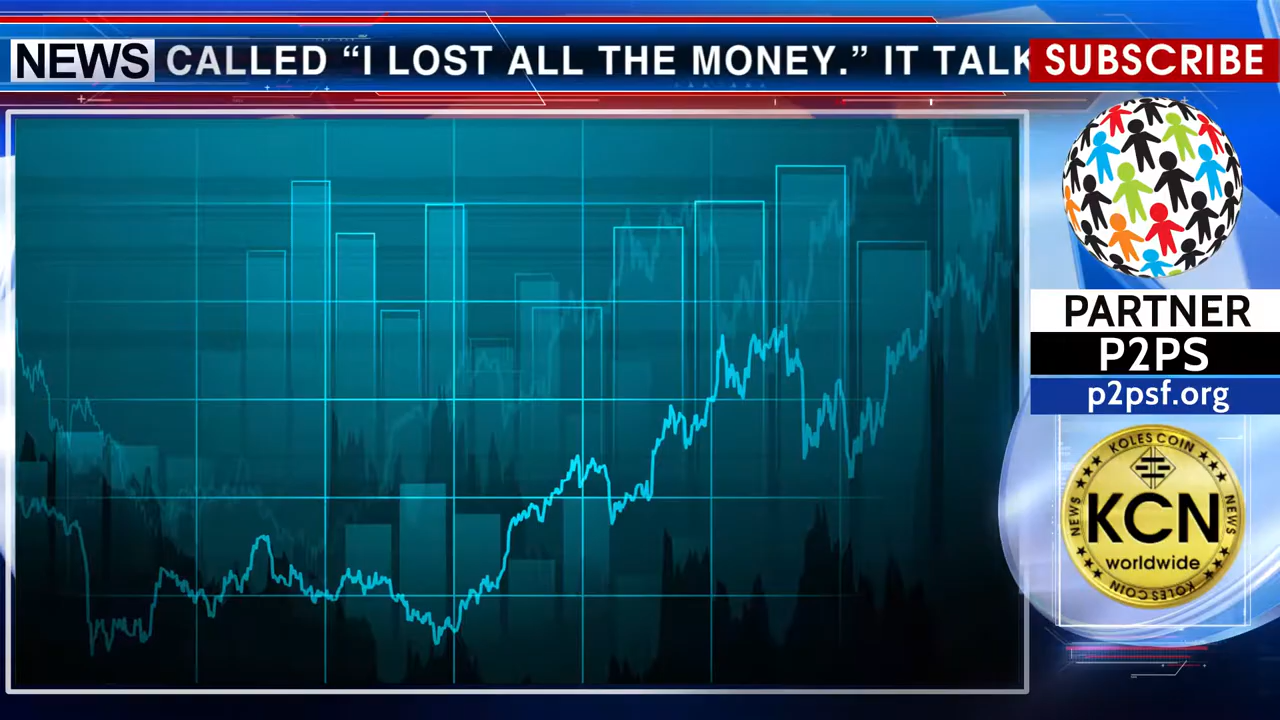 NEWS CALLED “I LOST ALL THE MONEY.” IT TALK SUBSCRIBE
PARTNER
P2PS
p2psf.org
KOLES COIN
NEWS KCN NEWS
worldwide
KOLES COIN